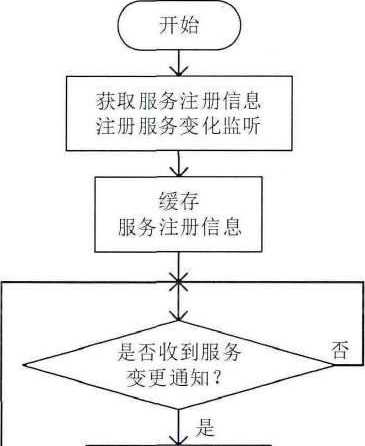 开始
获取服务注册信息
注册服务变化监听
缓存
服务注册信息
是否收到服务
变更通知？
否
是